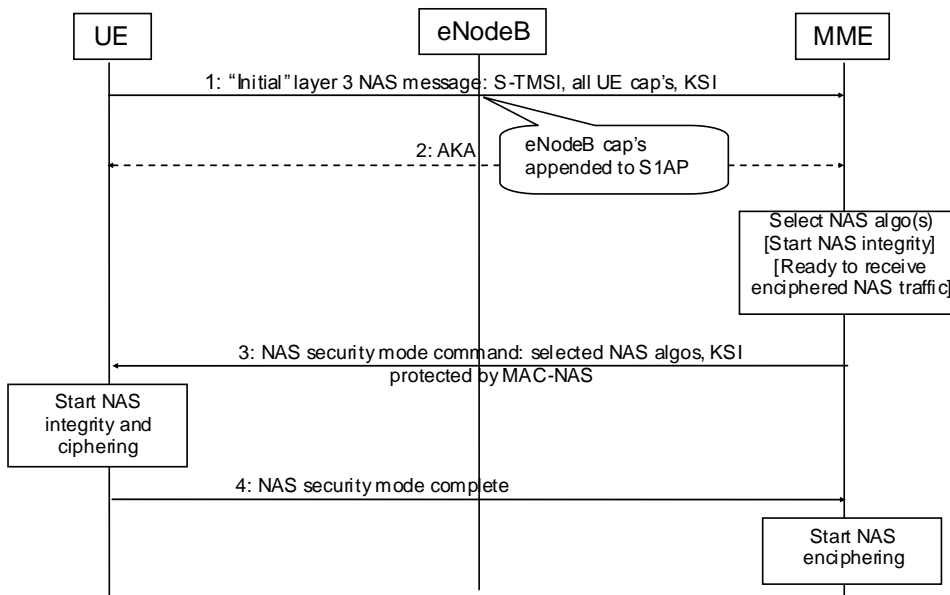 UE
eNodeB
MME
1: “Initial” layer 3 NAS message: S-TMSI, all UE cap’s, KSI
2: AKA
eNodeB cap’s
appended to S1AP
Select NAS algo(s)
[Start NAS integrity]
[Ready to receive
enciphered NAS traffic]
3: NAS security mode command: selected NAS algos, KSI
protected by MAC-NAS
Start NAS
integrity and
ciphering
4: NAS security mode complete
Start NAS
enciphering